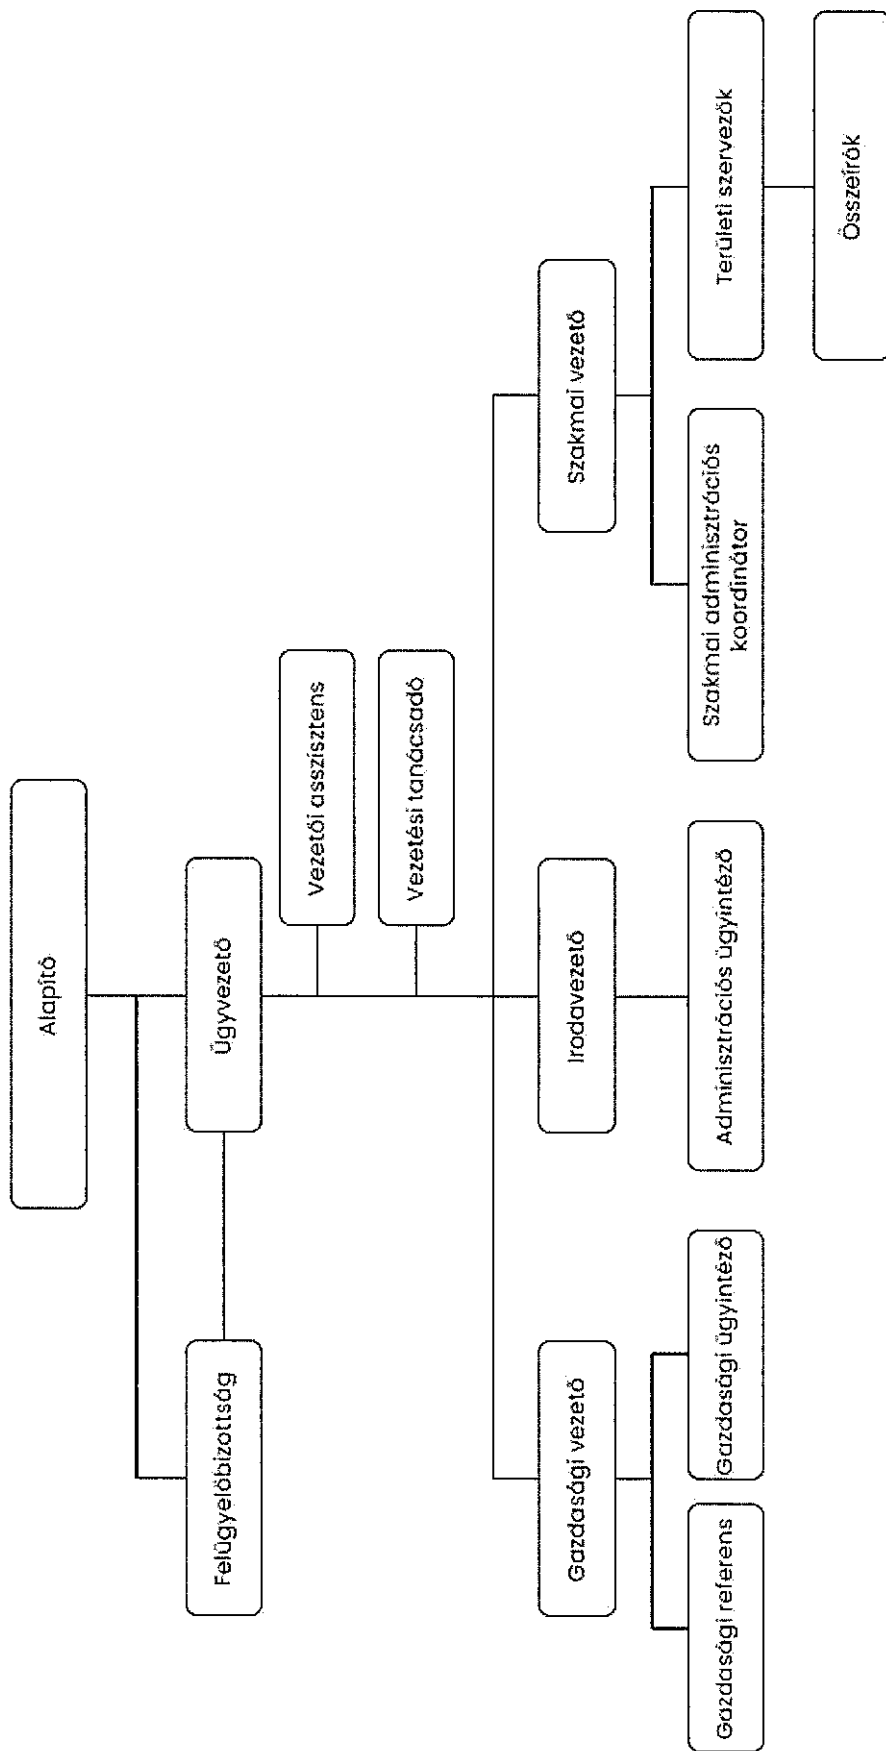 Alapító
Felügyelőbizottság
Ügyvezető
Vezetői asszisztens
Vezetési tanácsadó
Gazdasági vezető
Irodavezető
Szakmai vezető
Gazdasági referens
Gazdasági ügyintéző
Adminisztrációs ügyintéző
Szakmai adminisztrációs
koordinátor
Területi szervezők
Összeírók